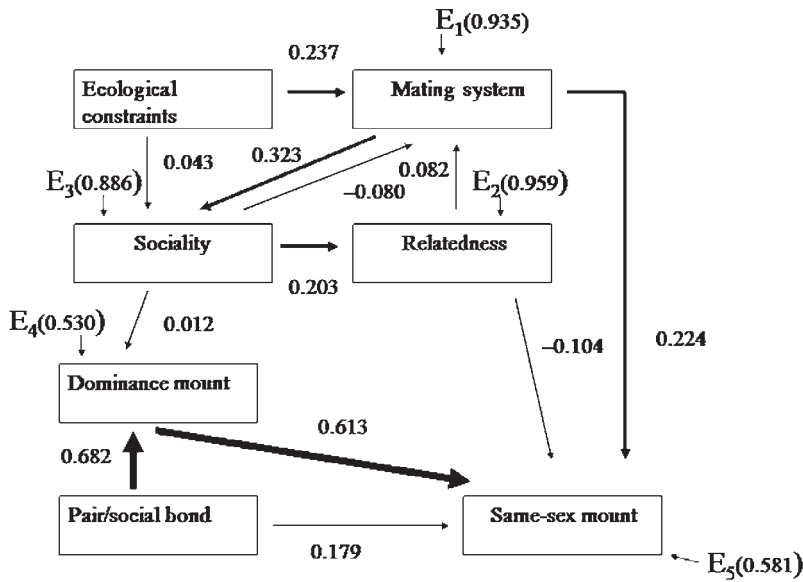 E1(0.935)
0.237
Ecological
constraints
Mating system
0.043
0.323
0.082
–0.080
E3(0.886)
E2(0.959)
Sociality
Relatedness
0.203
E4(0.530)
0.012
–0.104
0.224
Dominance mount
0.613
0.682
Pair/social bond
Same-sex mount
0.179
E5(0.581)